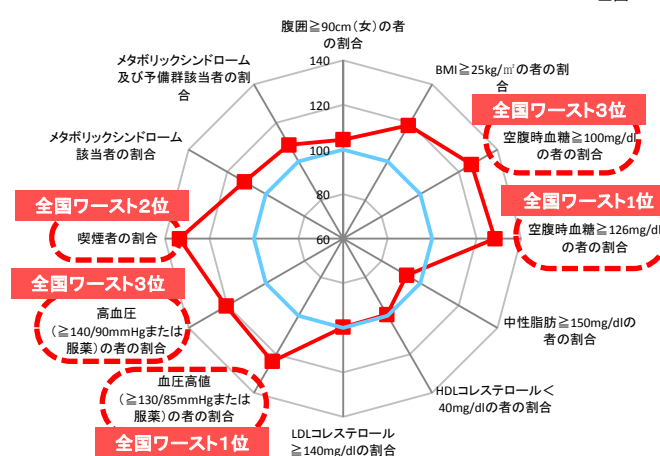 腹囲≧90cm(女)の者
の割合
メタボリックシンドローム
及び予備群該当者の割
合
BMI≧25kg/㎡の者の割
合
全国ワースト3位
空腹時血糖≧100mg/dl
の者の割合
メタボリックシンドローム
該当者の割合
全国ワースト1位
空腹時血糖≧126mg/dl
の者の割合
全国ワースト2位
喫煙者の割合
全国ワースト3位
高血圧
(≧140/90mmHgまたは
服薬)の者の割合
中性脂肪≧150mg/dlの
者の割合
血圧高値
(≧130/85mmHgまたは
服薬)の者の割合
全国ワースト1位
HDLコレステロール<
40mg/dlの者の割合
LDLコレステロール
≧140mg/dlの割合
140
120
100
80
60